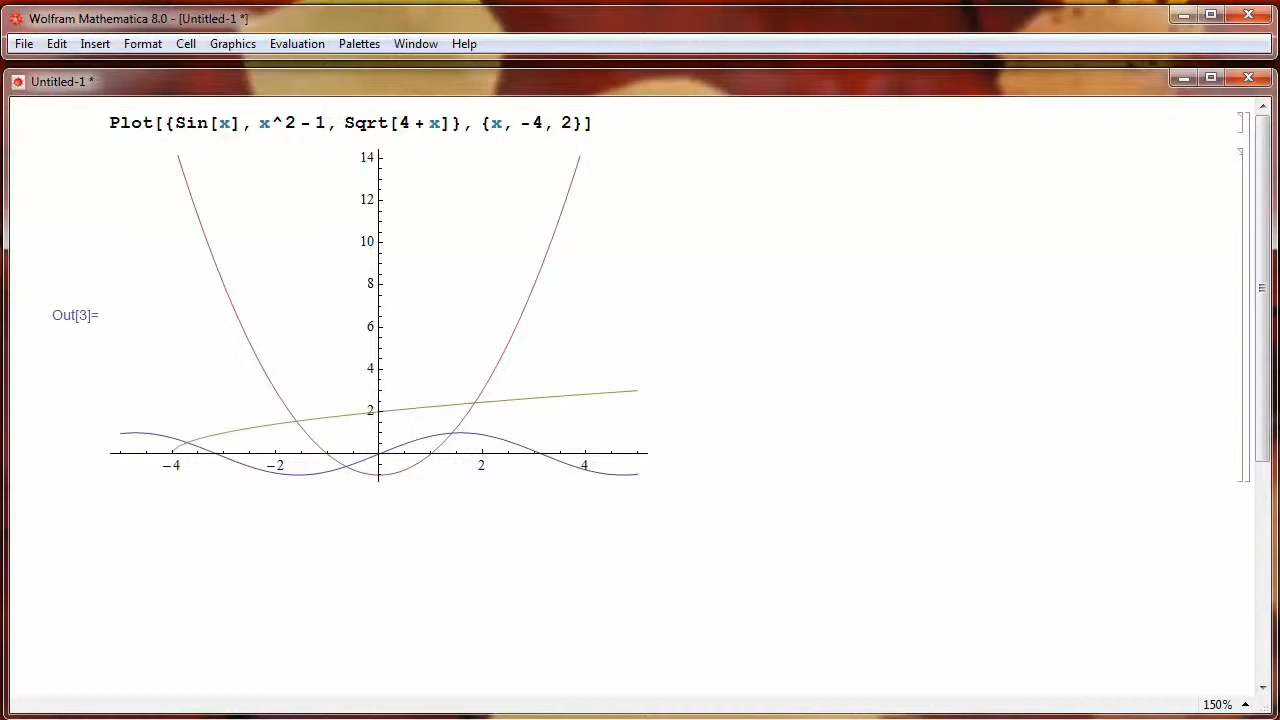 Wolfram Mathematica 8.0 - [Untitled-1 *]
File Edit Insert Format Cell Graphics Evaluation Palettes Window Help
Untitled-1 *
Plot[{Sin[x], x^2-1, Sqrt[4+x]}, {x, -4, 2}]
14
12
10
8
Out[3]=
6
4
2
−4 −2 2 4
150%